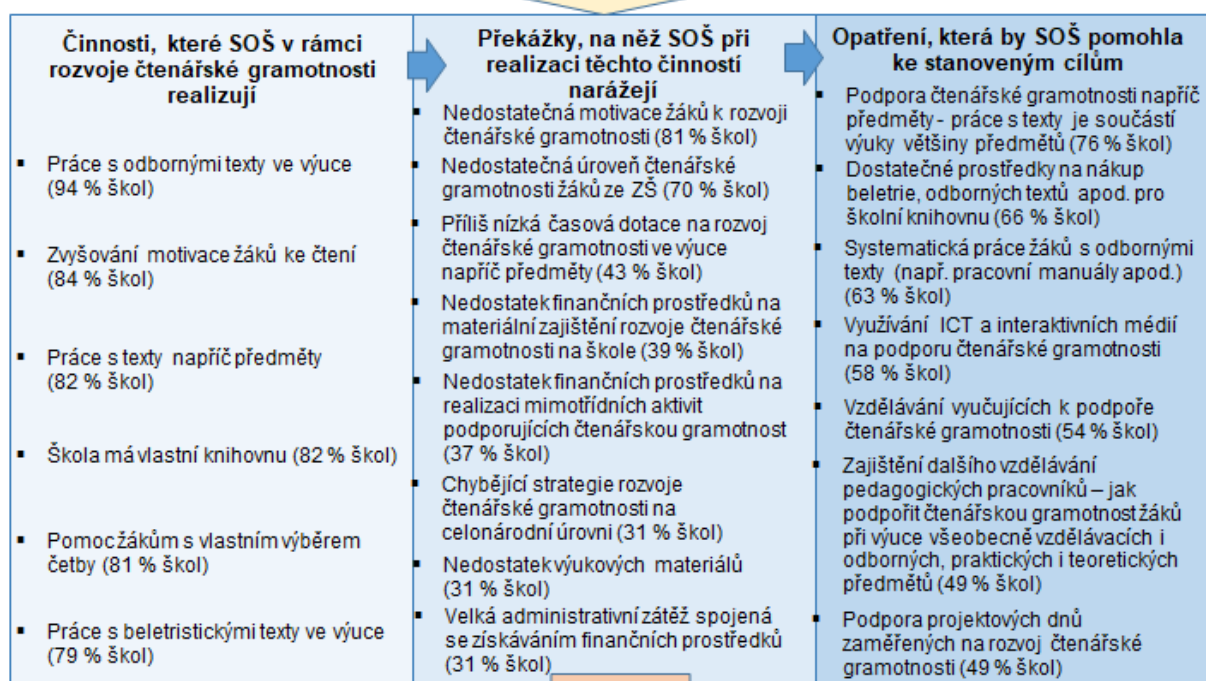 Činnosti, které SOŠ v rámci
rozvoje čtenářské gramotnosti
realizují
▪ Práce s odbornými texty ve výuce
(94 % škol)
▪ Zvyšování motivace žáků ke čtení
(84 % škol)
▪ Práce s texty napříč předměty
(82 % škol)
▪ Škola má vlastní knihovnu (82 % škol)
▪ Pomoc žákům s vlastním výběrem
četby (81 % škol)
▪ Práce s beletristickými texty ve výuce
(79 % škol)
Překážky, na něž SOŠ při
realizaci těchto činností
narážejí
▪ Nedostatečná motivace žáků k rozvoji
čtenářské gramotnosti (81 % škol)
▪ Nedostatečná úroveň čtenářské
gramotnosti žáků ze ZŠ (70 % škol)
▪ Příliš nízká časová dotace na rozvoj
čtenářské gramotnosti ve výuce
napříč předměty (43 % škol)
▪ Nedostatek finančních prostředků na
materiální zajištění rozvoje čtenářské
gramotnosti na škole (39 % škol)
▪ Nedostatek finančních prostředků na
realizaci mimotřídních aktivit
podporujících čtenářskou gramotnost
(37 % škol)
▪ Chybějící strategie rozvoje
čtenářské gramotnosti na
celonárodní úrovni (31 % škol)
▪ Nedostatek výukových materiálů
(31 % škol)
▪ Velká administrativní zátěž spojená
se získáváním finančních prostředků
(31 % škol)
Opatření, která by SOŠ pomohla
ke stanoveným cílům
▪ Podpora čtenářské gramotnosti napříč
předměty - práce s texty je součástí
výuky většiny předmětů (76 % škol)
▪ Dostatečné prostředky na nákup
beletrie, odborných textů apod. pro
školní knihovnu (66 % škol)
▪ Systematická práce žáků s odbornými
texty (např. pracovní manuály apod.)
(63 % škol)
▪ Využívání ICT a interaktivních médií
na podporu čtenářské gramotnosti
(58 % škol)
▪ Vzdělávání vyučujících k podpoře
čtenářské gramotnosti (54 % škol)
▪ Zajištění dalšího vzdělávání
pedagogických pracovníků – jak
podpořit čtenářskou gramotnost žáků
při výuce všeobecně vzdělávacích i
odborných, praktických i teoretických
předmětů (49 % škol)
▪ Podpora projektových dnů
zaměřených na rozvoj čtenářské
gramotnosti (49 % škol)